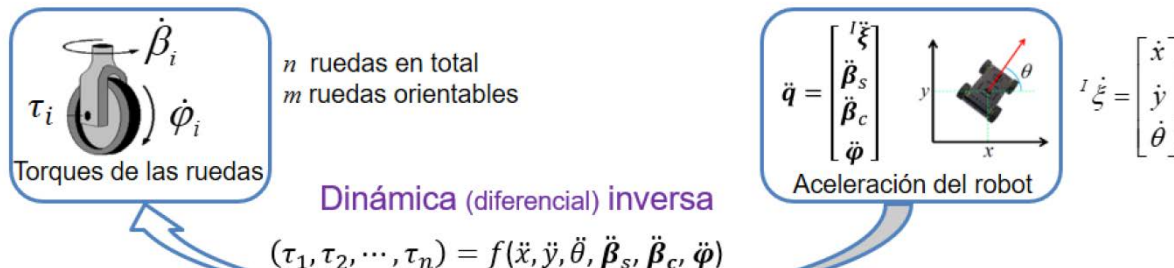 β̇ᵢ
τᵢ
φ̇ᵢ
Torques de las ruedas
n ruedas en total
m ruedas orientables
q̈ = [ ᴵξ̈ β̈ₛ β̈꜀ φ̈ ]
y
θ
x
Aceleración del robot
ᴵξ̇ = [ ẋ ẏ θ̇ ]
Dinámica (diferencial) inversa
(τ₁, τ₂, ⋯, τₙ) = f(ẍ, ÿ, θ̈, β̈ₛ, β̈꜀, φ̈)